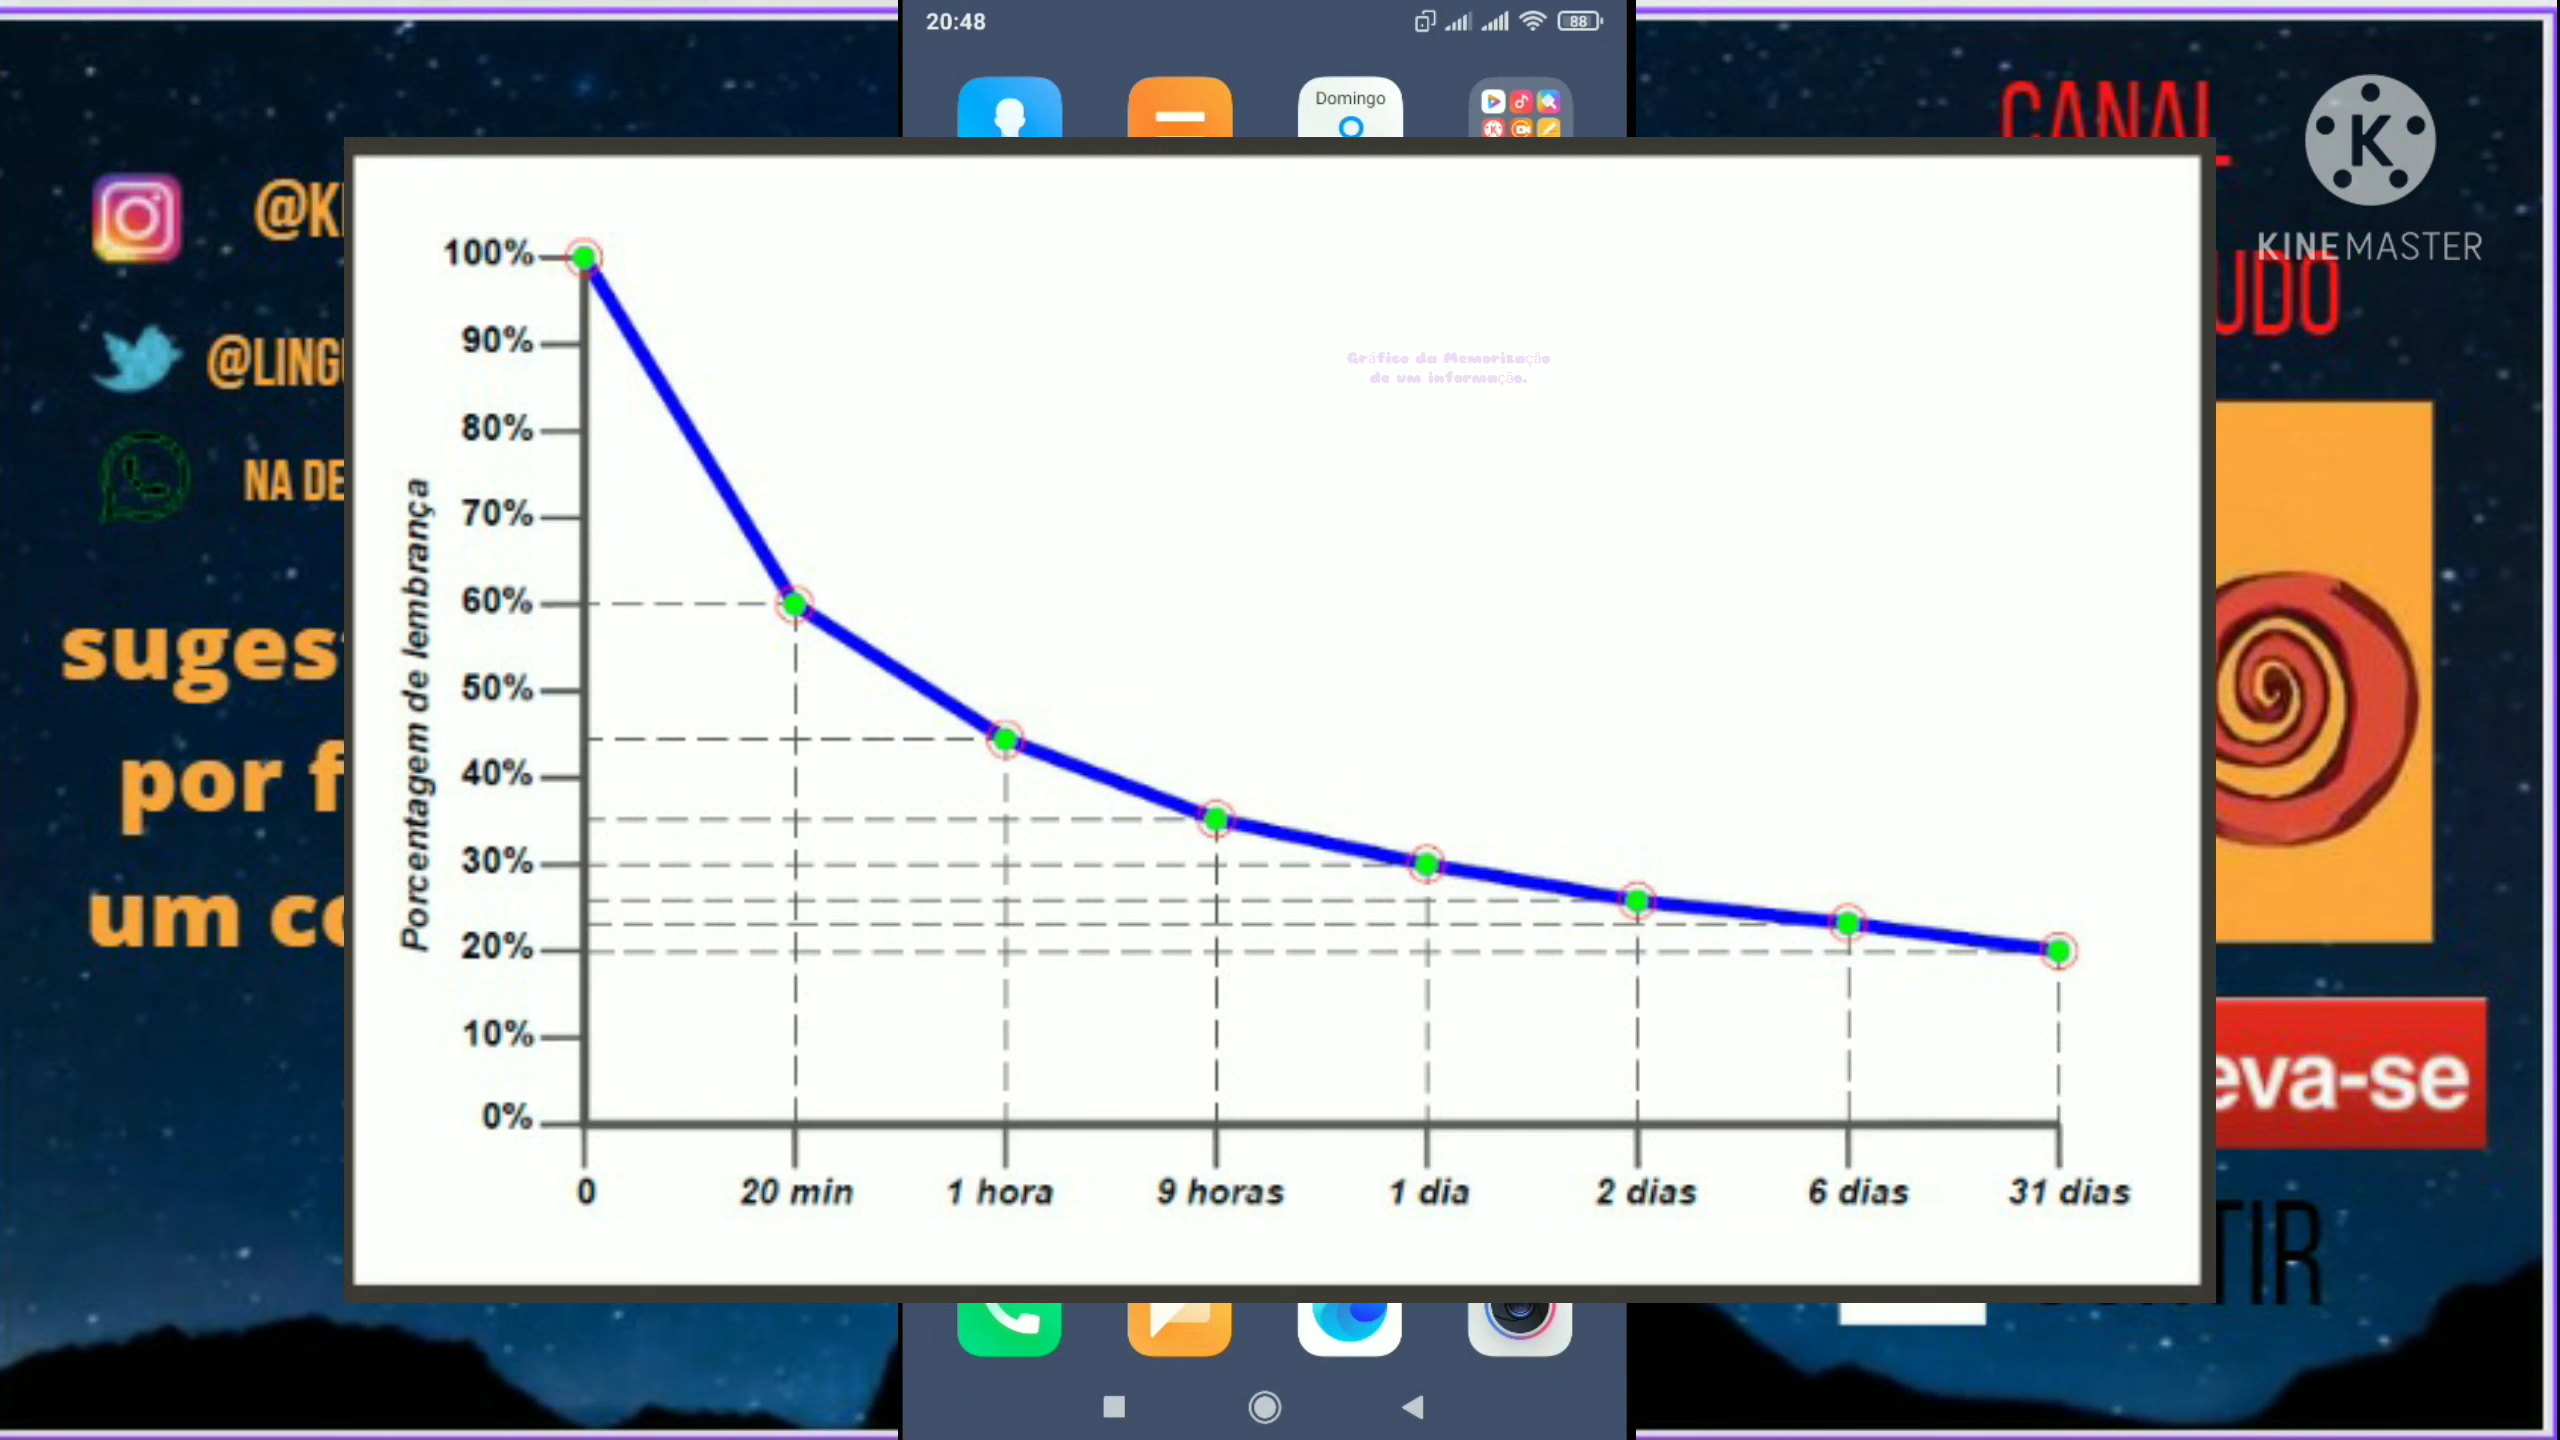 20:48
88
Domingo
CANAL
@K
KINEMASTER
UDO
@LING
NA DE
suges
por f
um co
eva-se
TIR
Gráfico da Memorização
de um informação.
Porcentagem de lembrança
100%
90%
80%
70%
60%
50%
40%
30%
20%
10%
0%
0
20 min
1 hora
9 horas
1 dia
2 dias
6 dias
31 dias